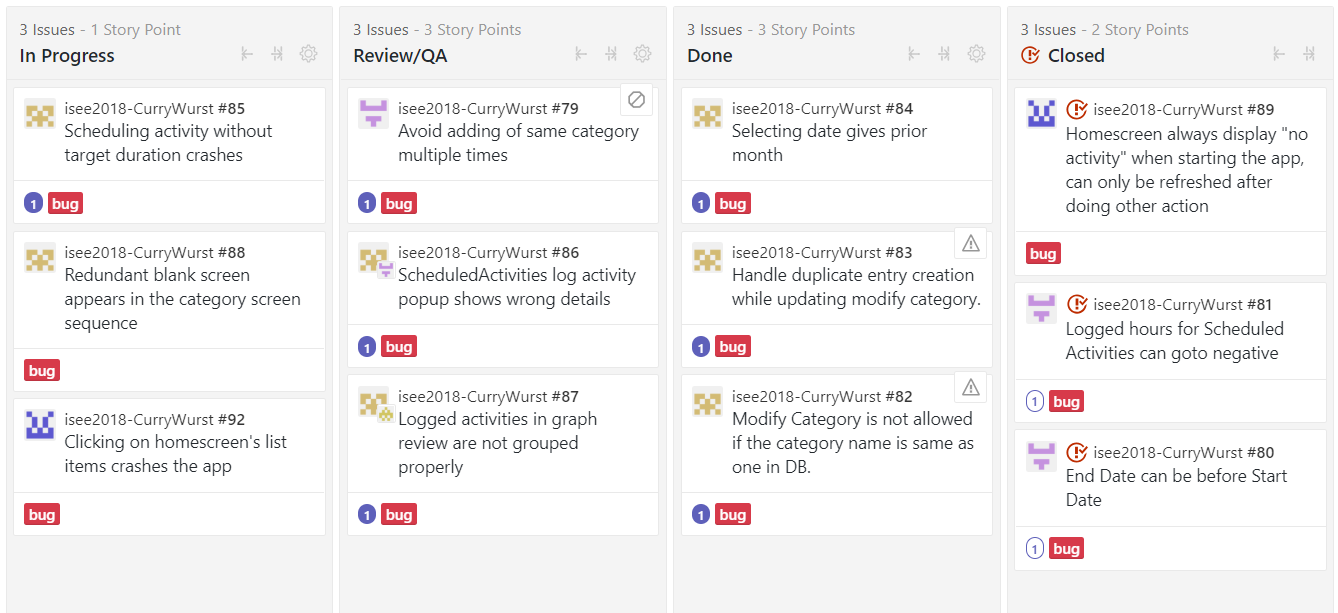 3 Issues - 1 Story Point
In Progress
isee2018-CurryWurst #85
Scheduling activity without
target duration crashes
1 bug
isee2018-CurryWurst #88
Redundant blank screen
appears in the category screen
sequence
bug
isee2018-CurryWurst #92
Clicking on homescreen's list
items crashes the app
bug
3 Issues - 3 Story Points
Review/QA
isee2018-CurryWurst #79
Avoid adding of same category
multiple times
1 bug
isee2018-CurryWurst #86
ScheduledActivities log activity
popup shows wrong details
1 bug
isee2018-CurryWurst #87
Logged activities in graph
review are not grouped
properly
1 bug
3 Issues - 3 Story Points
Done
isee2018-CurryWurst #84
Selecting date gives prior
month
1 bug
isee2018-CurryWurst #83
Handle duplicate entry creation
while updating modify category.
1 bug
isee2018-CurryWurst #82
Modify Category is not allowed
if the category name is same as
one in DB.
1 bug
3 Issues - 2 Story Points
Closed
isee2018-CurryWurst #89
Homescreen always display "no
activity" when starting the app,
can only be refreshed after
doing other action
bug
isee2018-CurryWurst #81
Logged hours for Scheduled
Activities can goto negative
1 bug
isee2018-CurryWurst #80
End Date can be before Start
Date
1 bug